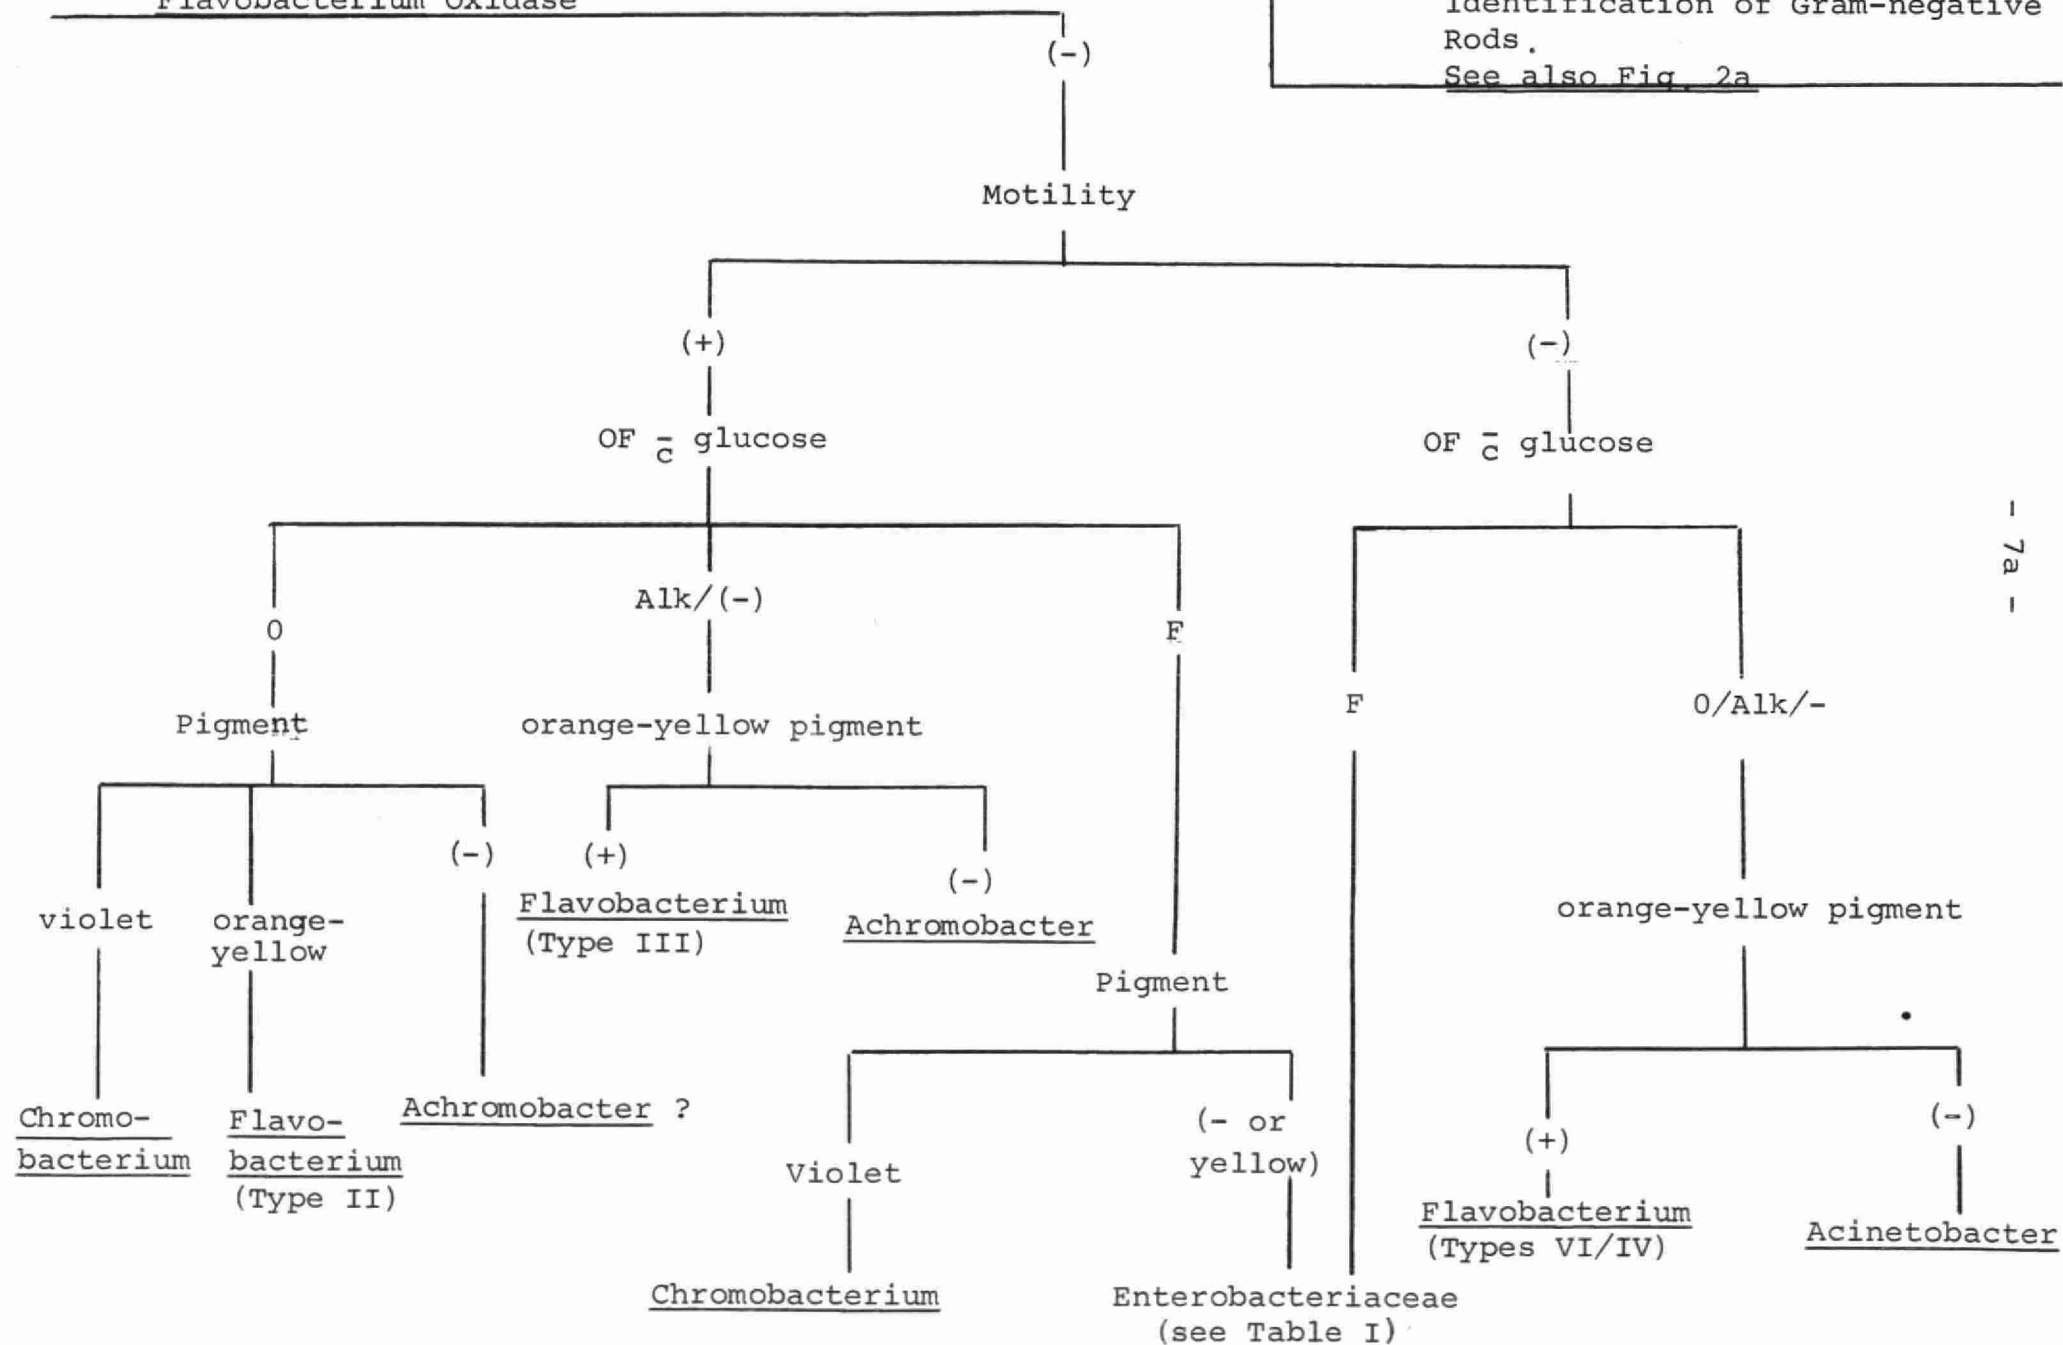 Flavobacterium Oxidase
Identification of Gram-negative
Rods.
See also Fig. 2a
(-)
Motility
(+)
(-)
OF c̄ glucose
OF c̄ glucose
- 7a -
O
Alk/(-)
F
F
O/Alk/-
Pigment
orange-yellow pigment
(-)
(+)
(-)
violet
orange-
yellow
Flavobacterium
(Type III)
Achromobacter
orange-yellow pigment
Pigment
Chromo-
bacterium
Flavo-
bacterium
(Type II)
Achromobacter ?
Violet
(- or
yellow)
(+)
(-)
Flavobacterium
(Types VI/IV)
Acinetobacter
Chromobacterium
Enterobacteriaceae
(see Table I)